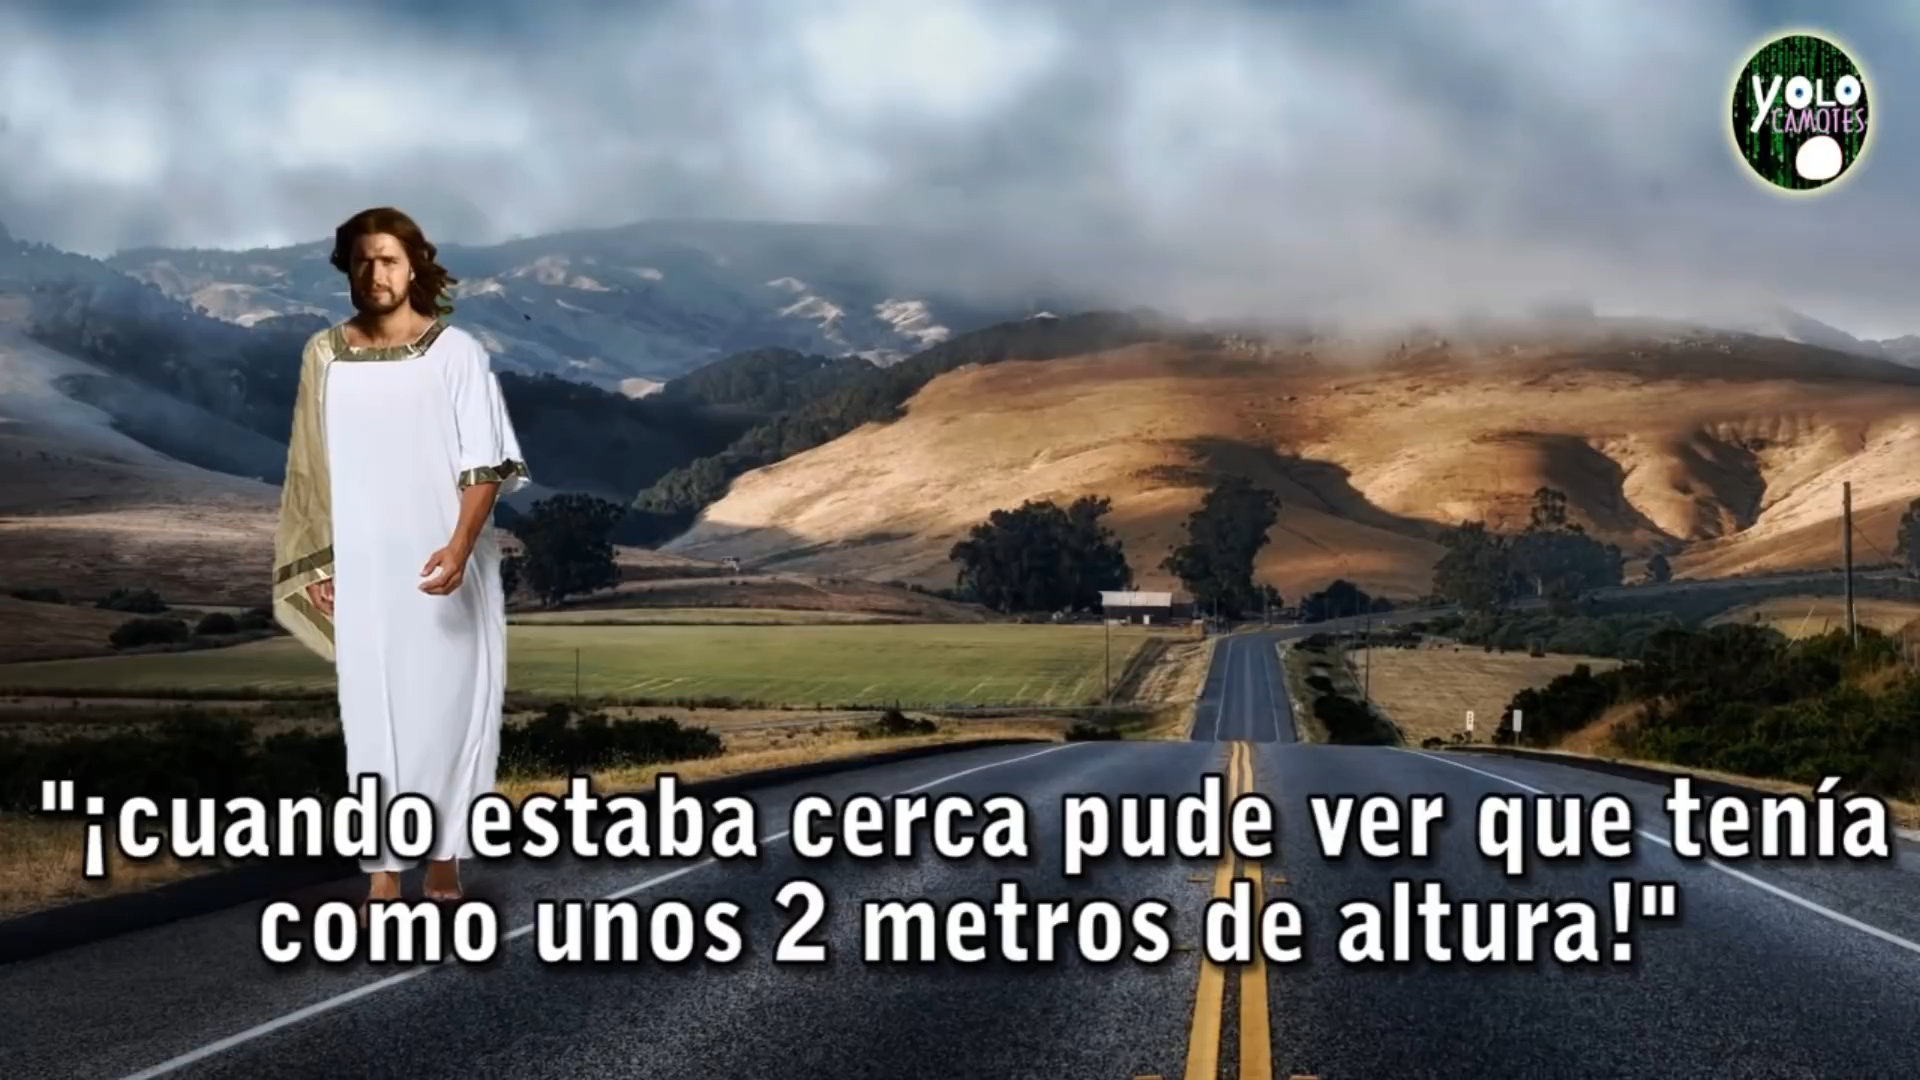 YOLO
CAMOTES
"¡cuando estaba cerca pude ver que tenía
como unos 2 metros de altura!"